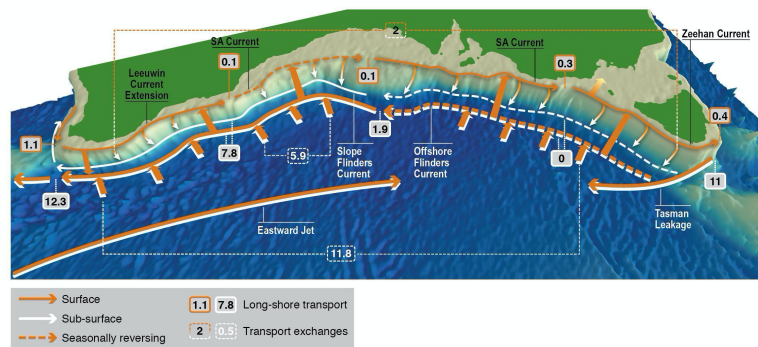 2
SA Current
SA Current
Zeehan Current
Leeuwin
Current
Extension
0.1
0.1
0.3
0.4
1.1
7.8
1.9
5.9
0
11
12.3
Slope
Flinders
Current
Offshore
Flinders
Current
Tasman
Leakage
Eastward Jet
11.8
Surface
Sub-surface
Seasonally reversing
1.1 7.8 Long-shore transport
2 0.5 Transport exchanges